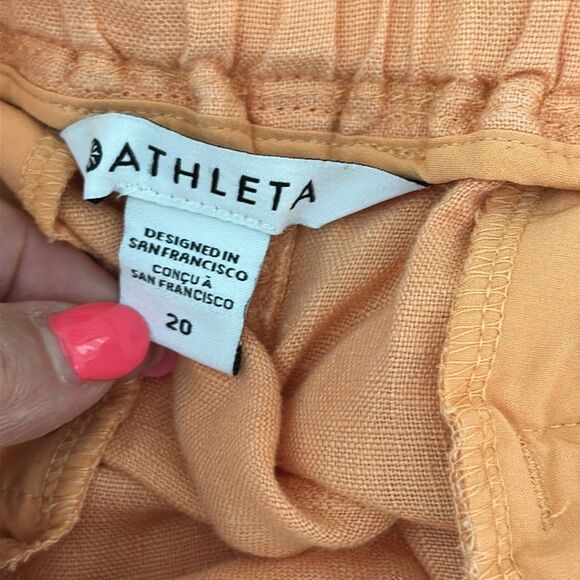 ATHLETA
DESIGNED IN
SAN FRANCISCO
CONÇU À
SAN FRANCISCO
20